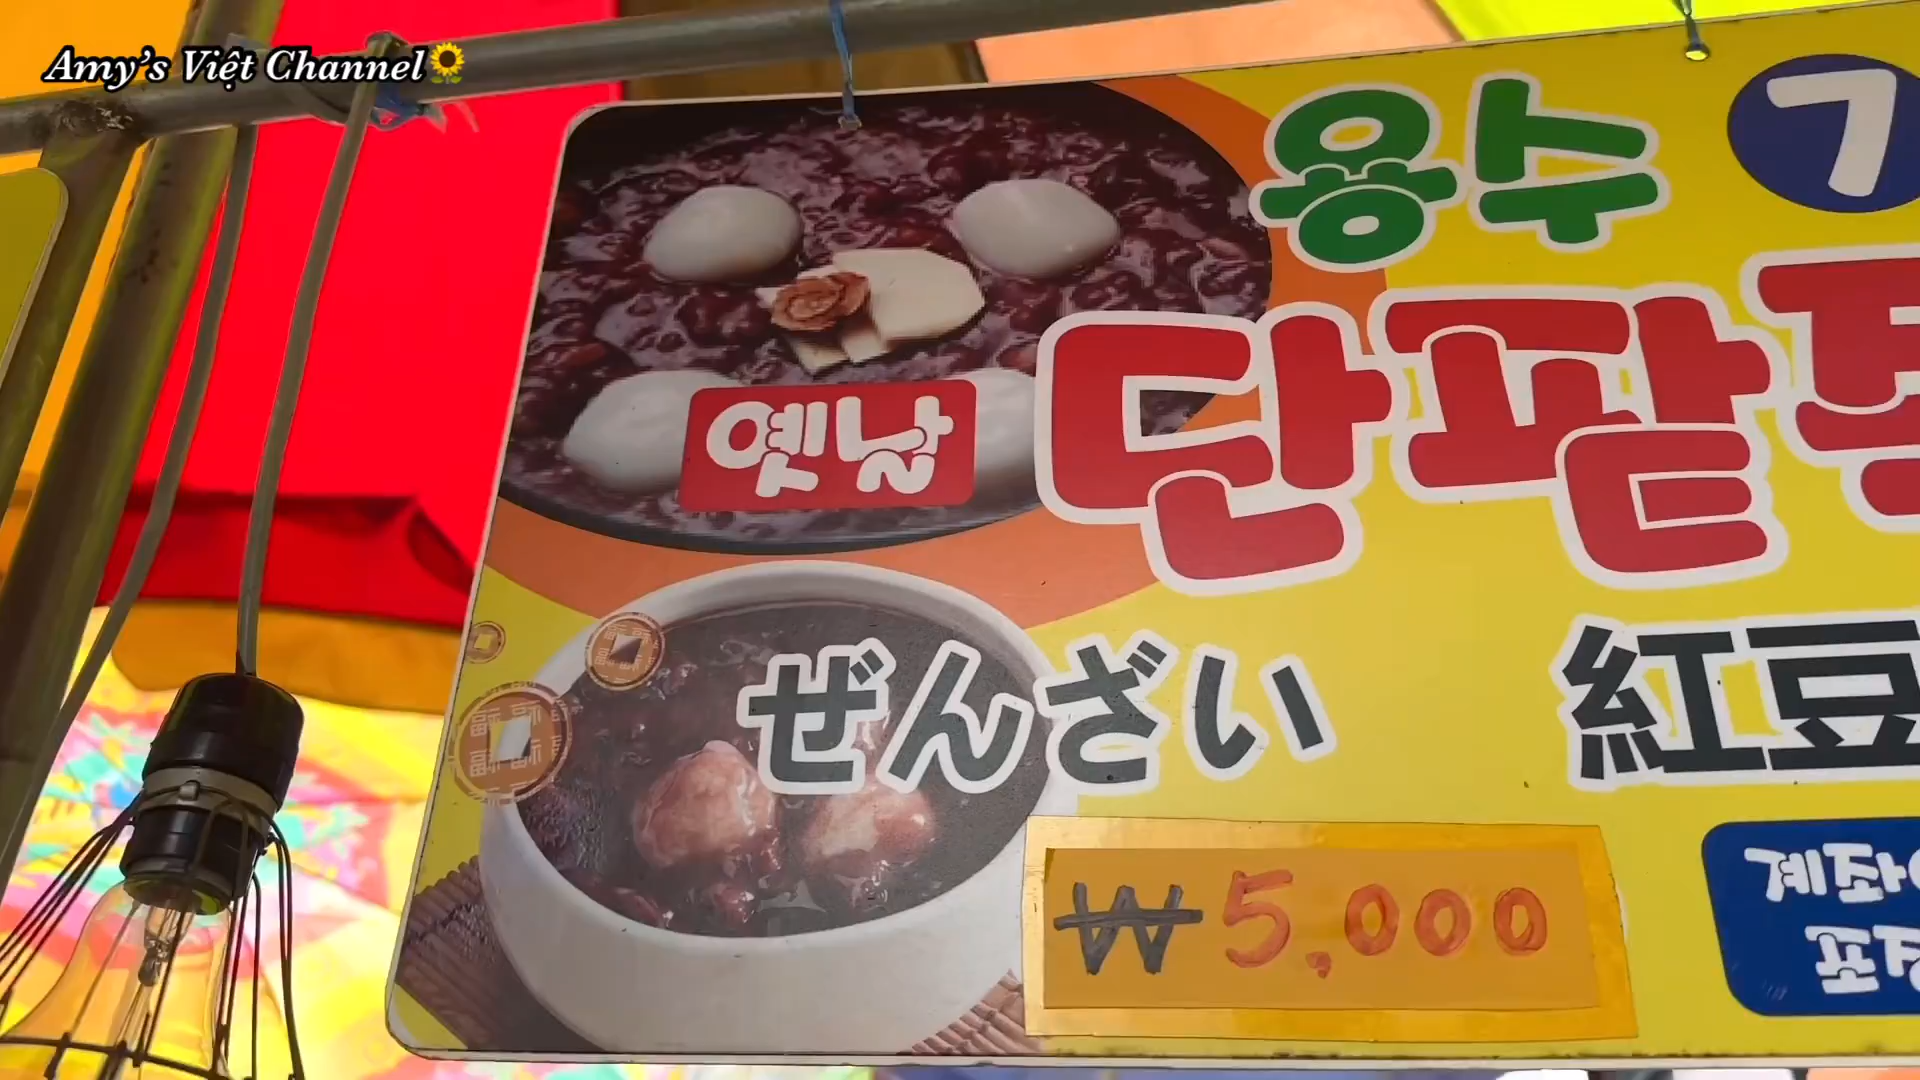 Amy's Việt Channel🌻
용수
옛날 단팥
ぜんざい 紅豆
₩5,000
계좌